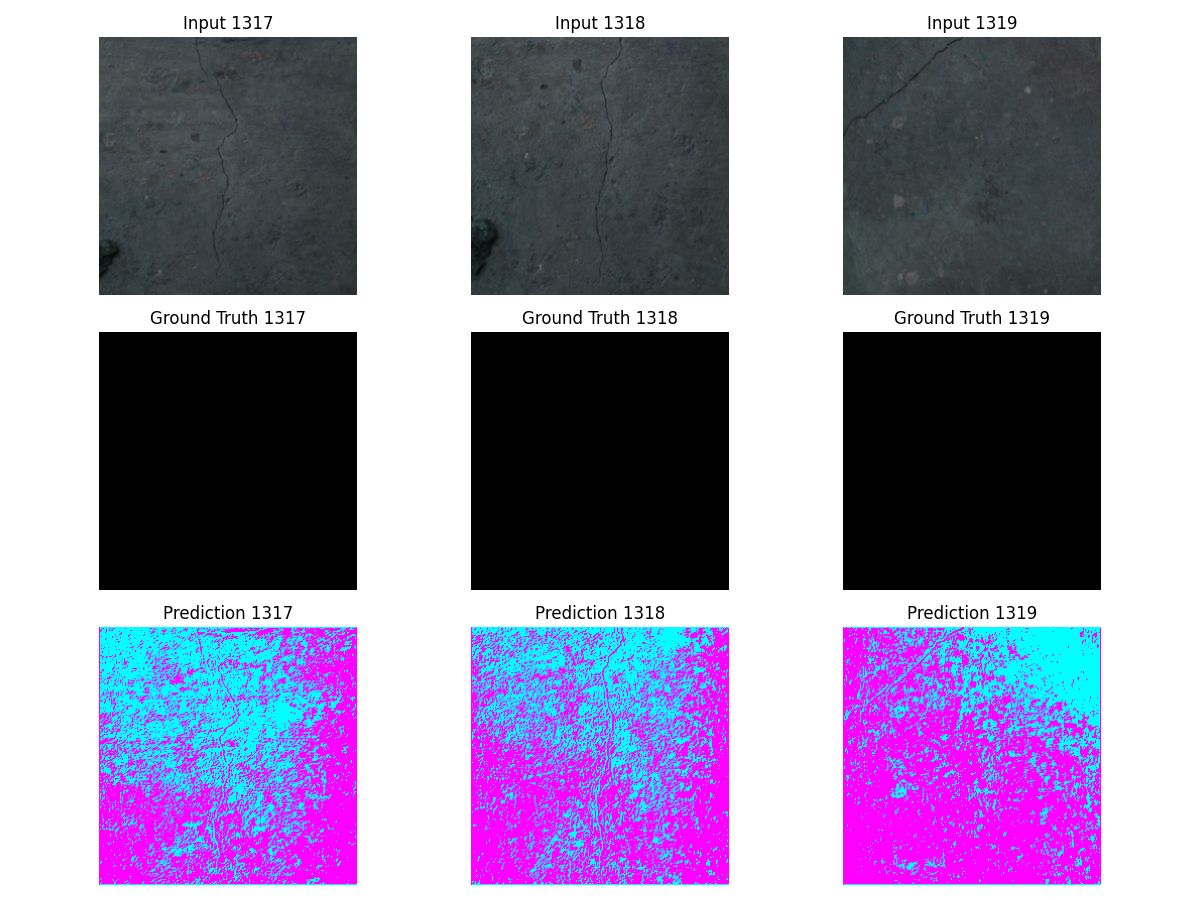 Input 1317
Input 1318
Input 1319
Ground Truth 1317
Ground Truth 1318
Ground Truth 1319
Prediction 1317
Prediction 1318
Prediction 1319